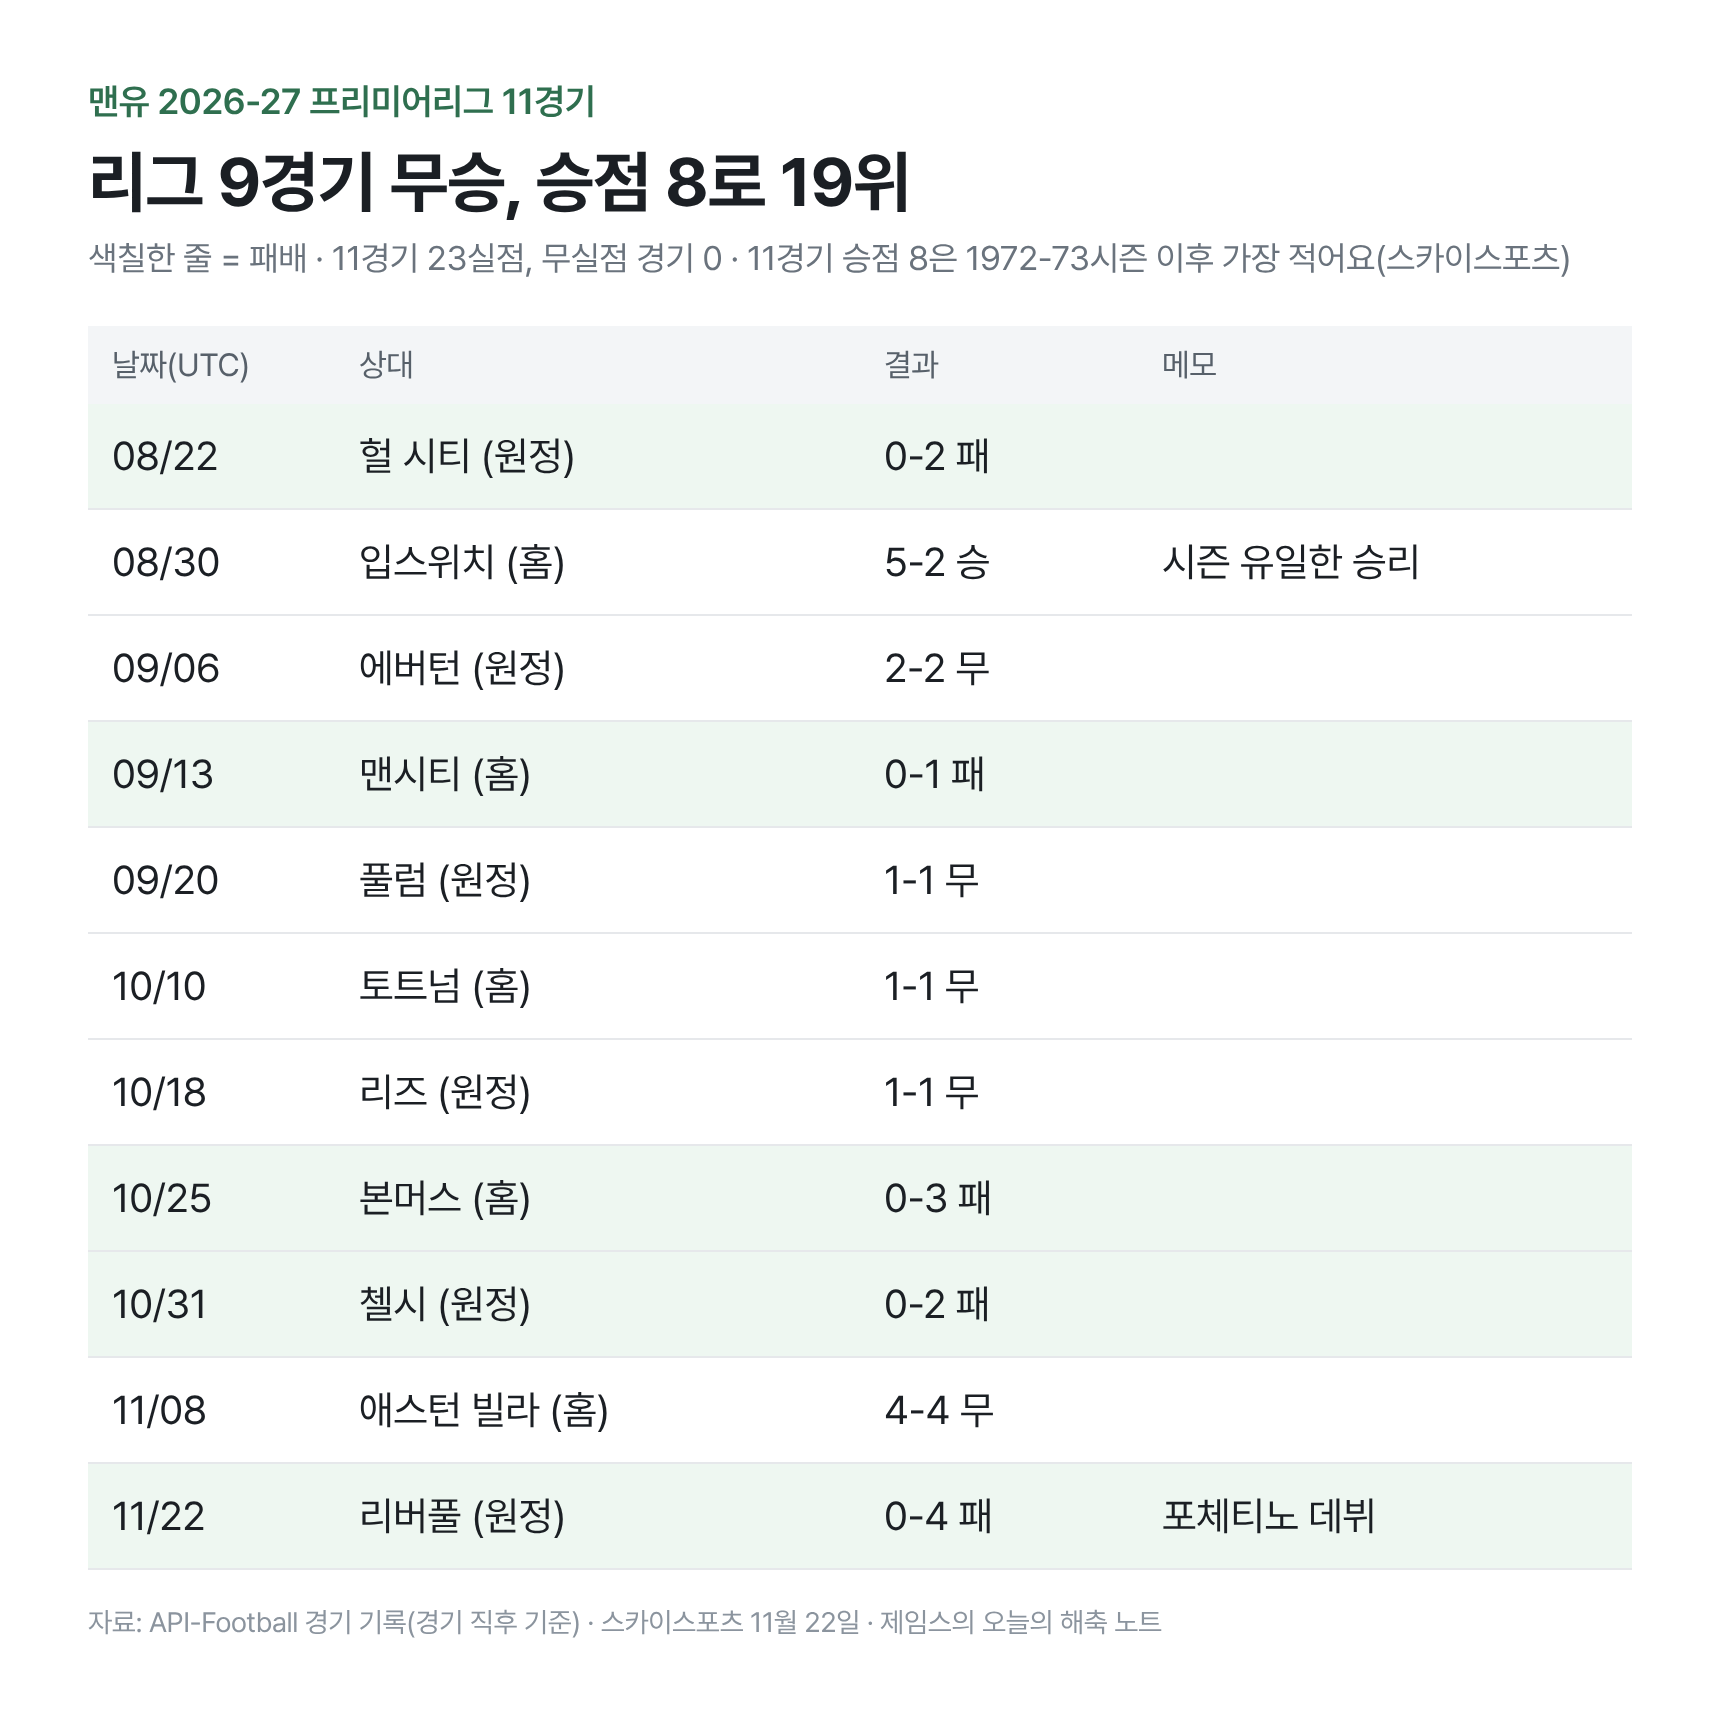 맨유 2026-27 프리미어리그 11경기
리그 9경기 무승, 승점 8로 19위
색칠한 줄 = 패배 · 11경기 23실점, 무실점 경기 0 · 11경기 승점 8은 1972-73시즌 이후 가장 적어요(스카이스포츠)
날짜(UTC) 상대 결과 메모
08/22 헐 시티 (원정) 0-2 패
08/30 입스위치 (홈) 5-2 승 시즌 유일한 승리
09/06 에버턴 (원정) 2-2 무
09/13 맨시티 (홈) 0-1 패
09/20 풀럼 (원정) 1-1 무
10/10 토트넘 (홈) 1-1 무
10/18 리즈 (원정) 1-1 무
10/25 본머스 (홈) 0-3 패
10/31 첼시 (원정) 0-2 패
11/08 애스턴 빌라 (홈) 4-4 무
11/22 리버풀 (원정) 0-4 패 포체티노 데뷔
자료: API-Football 경기 기록(경기 직후 기준) · 스카이스포츠 11월 22일 · 제임스의 오늘의 해축 노트